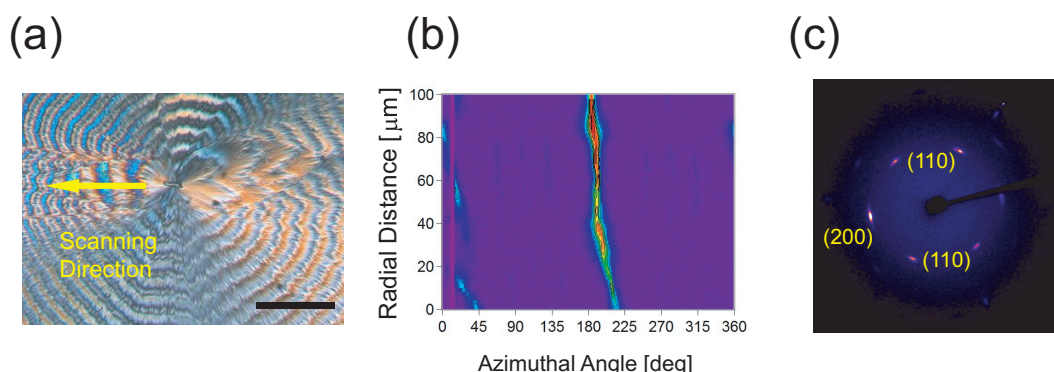 (a)
(b)
(c)
Scanning
Direction
Radial Distance [μm]
100
80
60
40
20
0
0 45 90 135 180 225 270 315 360
Azimuthal Angle [deg]
(110)
(200)
(110)